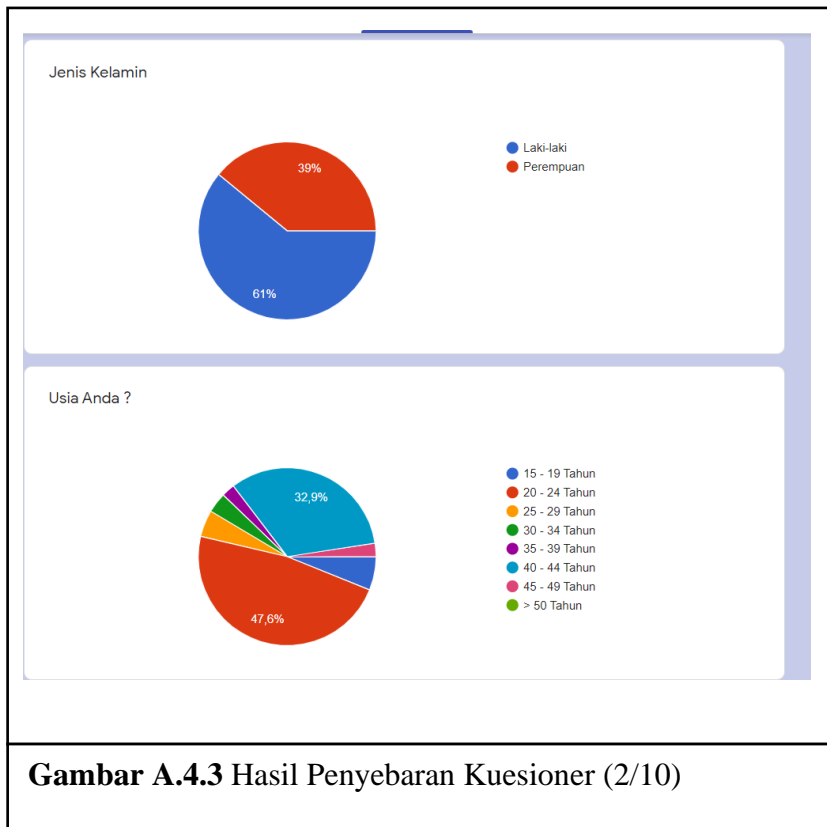 Jenis Kelamin
39%
61%
Laki-laki
Perempuan
Usia Anda ?
32,9%
47,6%
15 - 19 Tahun
20 - 24 Tahun
25 - 29 Tahun
30 - 34 Tahun
35 - 39 Tahun
40 - 44 Tahun
45 - 49 Tahun
> 50 Tahun
Gambar A.4.3 Hasil Penyebaran Kuesioner (2/10)